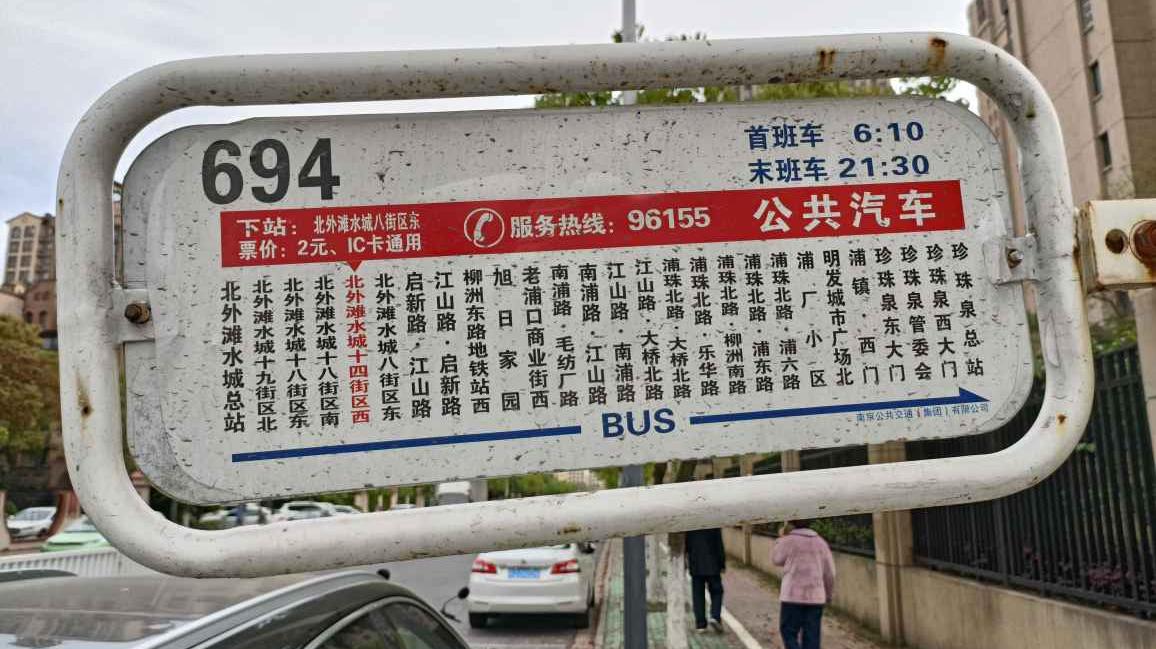 694
首班车 6:10
末班车 21:30
下站：北外滩水城八街区东
票价：2元、IC卡通用
服务热线：96155
公共汽车
北外滩水城总站
北外滩水城十九街区北
北外滩水城十八街区东
北外滩水城十八街区南
北外滩水城十四街区西
北外滩水城八街区东
启新路·江山路
江山路·启新路
柳洲东路地铁站西
旭日家园
老浦口商业街西
南浦路·毛纺厂路
南浦路·江山路
江山路·南浦路
江山路·大桥北路
浦珠北路·大桥北路
浦珠北路·乐华路
浦珠北路·柳洲南路
浦珠北路·浦东路
浦珠北路·浦六路
浦厂小区
明发城市广场北
浦镇·西门
珍珠泉东大门
珍珠泉管委会
珍珠泉西大门
珍珠泉总站
BUS
南京公共交通（集团）有限公司